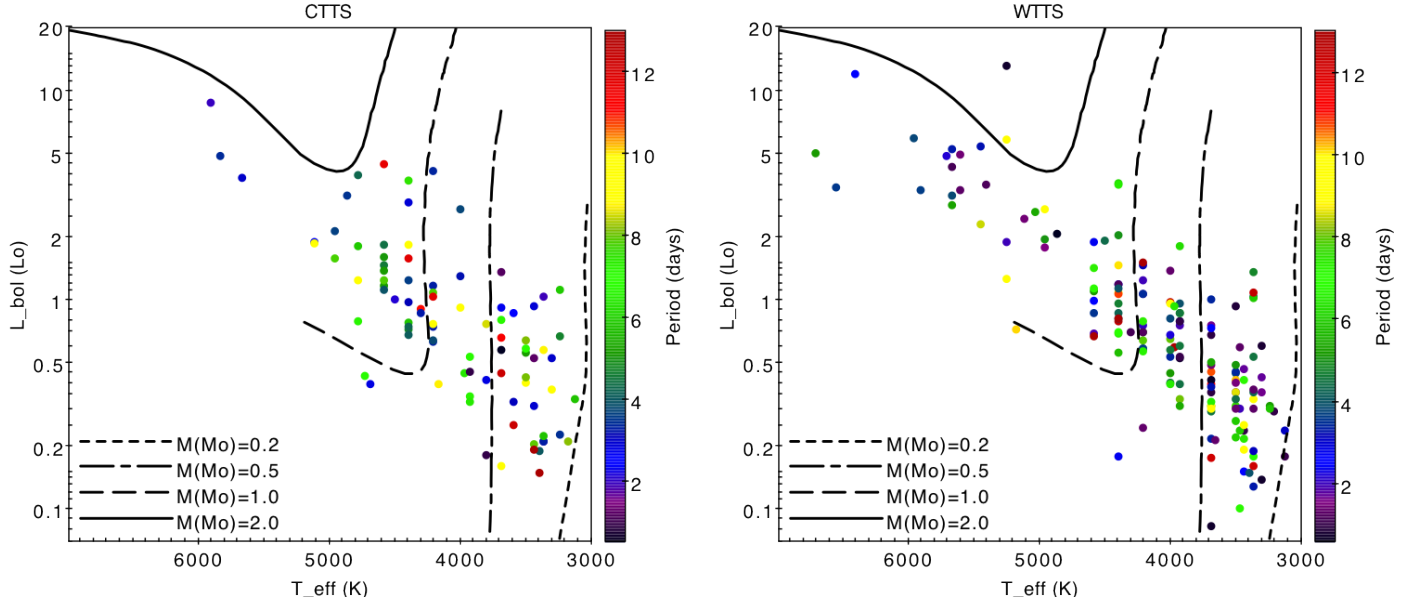 CTTS
20
10
5
2
1
0.5
0.2
0.1
L_bol (Lo)
M(Mo)=0.2
M(Mo)=0.5
M(Mo)=1.0
M(Mo)=2.0
6000 5000 4000 3000
T_eff (K)
12
10
8
6
4
2
Period (days)
WTTS
20
10
5
2
1
0.5
0.2
0.1
L_bol (Lo)
M(Mo)=0.2
M(Mo)=0.5
M(Mo)=1.0
M(Mo)=2.0
6000 5000 4000 3000
T_eff (K)
12
10
8
6
4
2
Period (days)